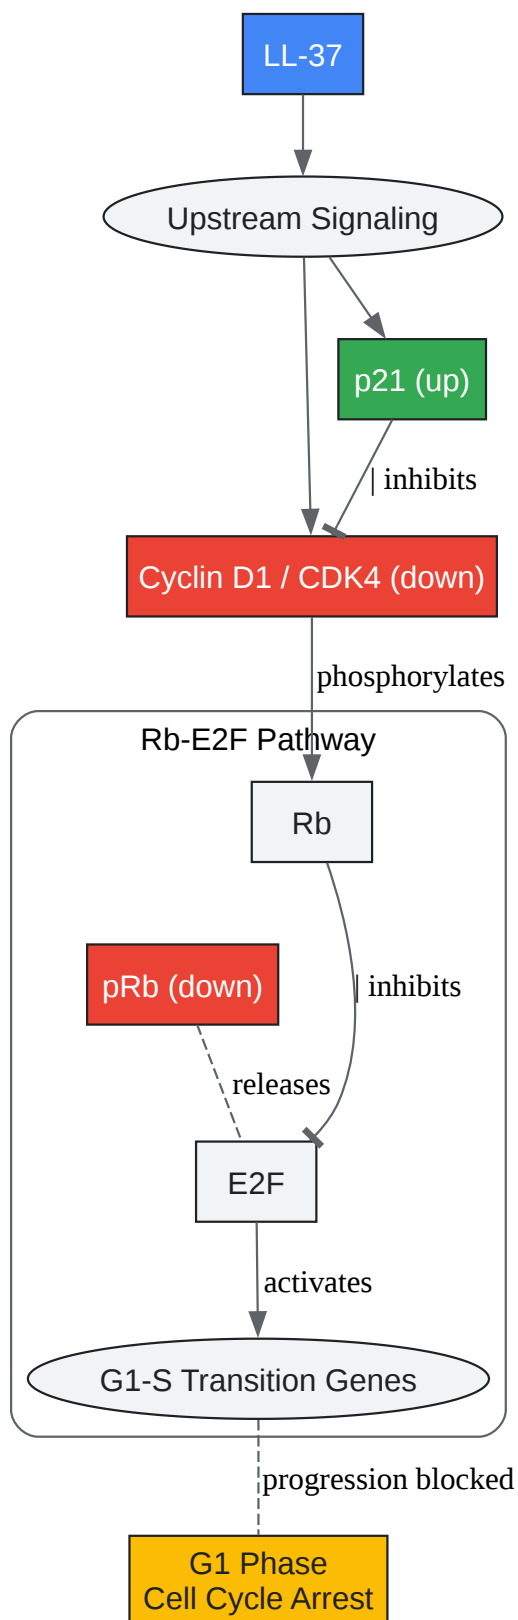 LL-37
Upstream Signaling
p21 (up)
| inhibits
Cyclin D1 / CDK4 (down)
phosphorylates
Rb-E2F Pathway
Rb
pRb (down)
| inhibits
releases
E2F
activates
G1-S Transition Genes
progression blocked
G1 Phase
Cell Cycle Arrest